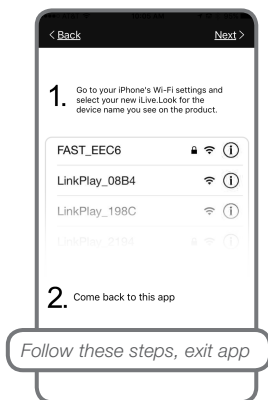 < Back Next >
1. Go to your iPhone's Wi-Fi settings and
select your new iLive.Look for the
device name you see on the product.
FAST_EEC6
LinkPlay_08B4
LinkPlay_198C
LinkPlay_2194
2. Come back to this app
Follow these steps, exit app